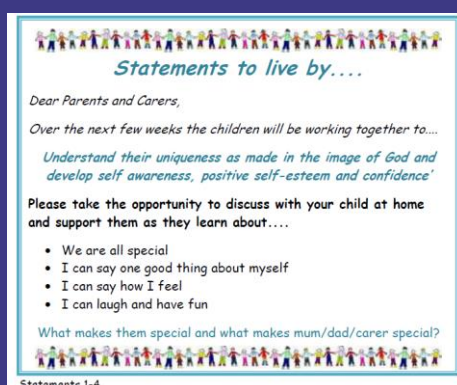 Statements to live by....
Dear Parents and Carers,
Over the next few weeks the children will be working together to....
Understand their uniqueness as made in the image of God and
develop self awareness, positive self-esteem and confidence'
Please take the opportunity to discuss with your child at home
and support them as they learn about....
• We are all special
• I can say one good thing about myself
• I can say how I feel
• I can laugh and have fun
What makes them special and what makes mum/dad/carer special?
Statements 1-4